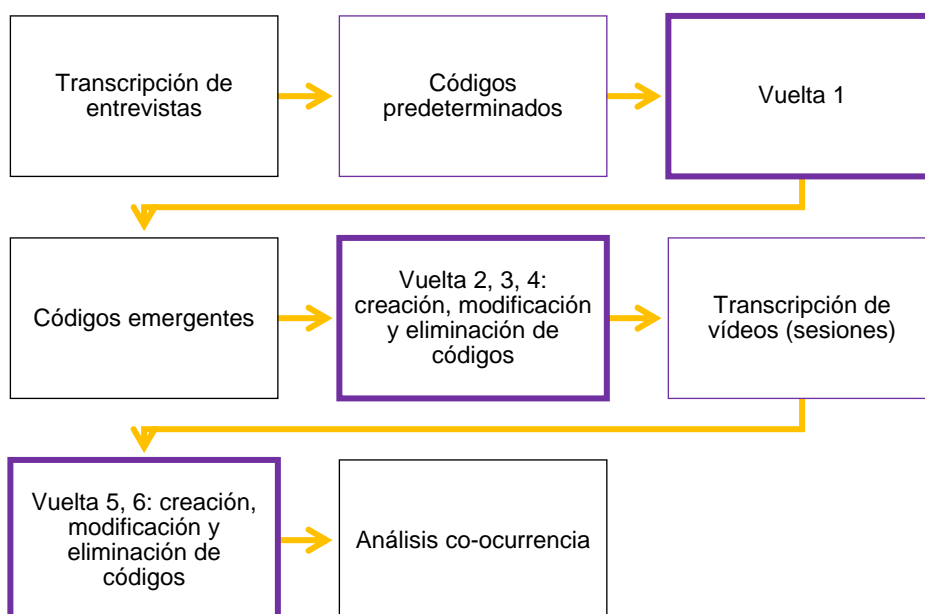 Transcripción de
entrevistas
Códigos
predeterminados
Vuelta 1
Códigos emergentes
Vuelta 2, 3, 4:
creación, modificación
y eliminación de
códigos
Transcripción de
vídeos (sesiones)
Vuelta 5, 6: creación,
modificación y
eliminación de
códigos
Análisis co-ocurrencia